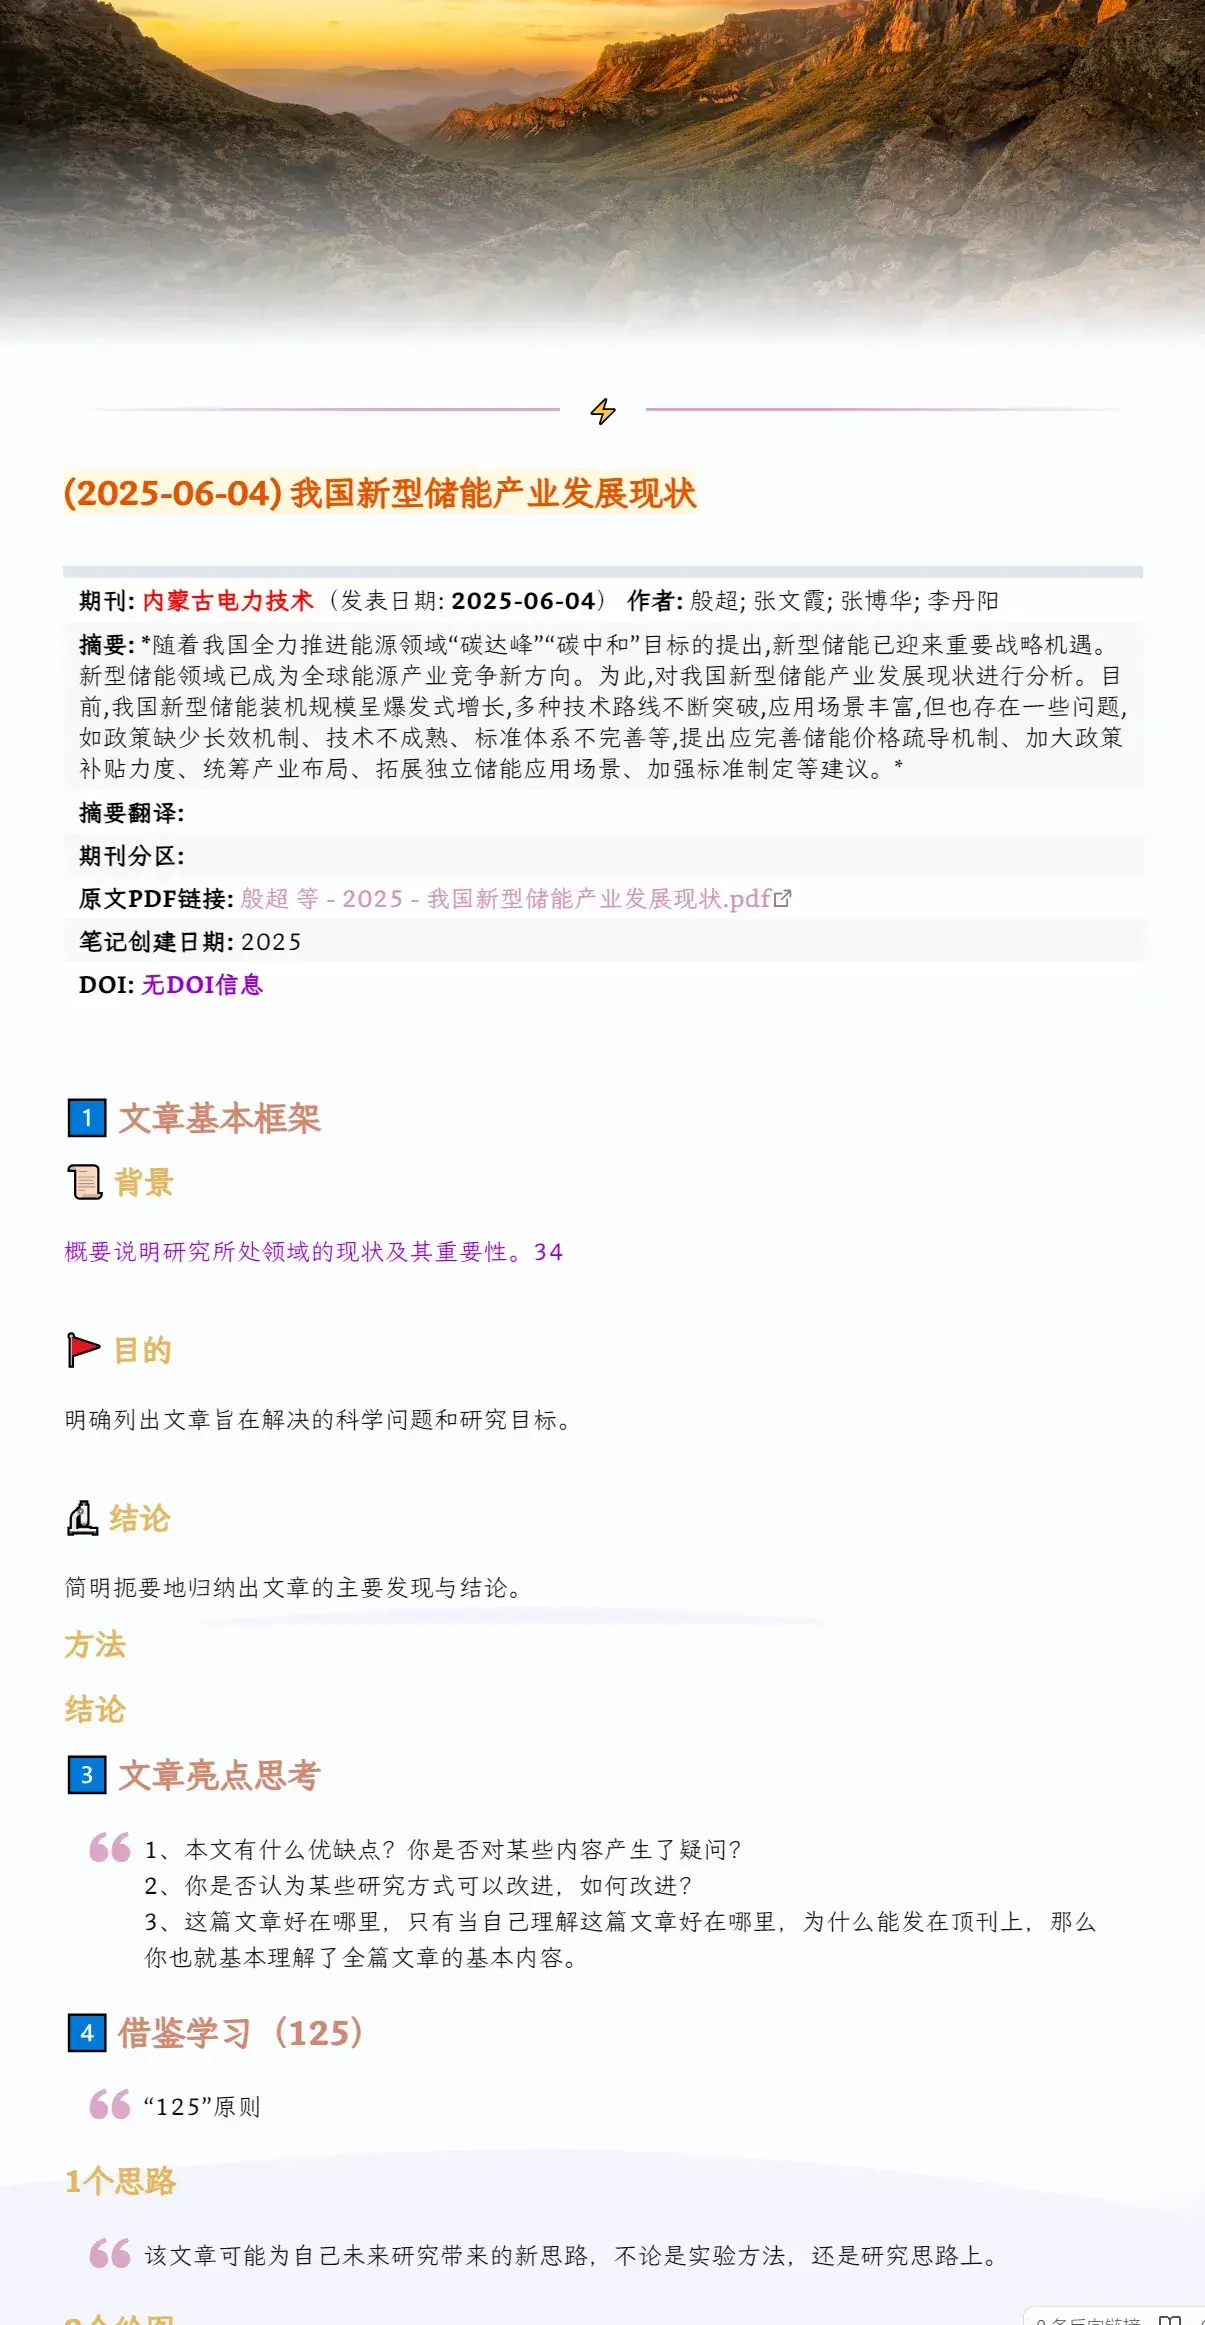 (2025-06-04) 我国新型储能产业发展现状
期刊: 内蒙古电力技术（发表日期: 2025-06-04） 作者: 殷超; 张文霞; 张博华; 李丹阳
摘要: *随着我国全力推进能源领域“碳达峰”“碳中和”目标的提出,新型储能已迎来重要战略机遇。
新型储能领域已成为全球能源产业竞争新方向。为此,对我国新型储能产业发展现状进行分析。目
前,我国新型储能装机规模呈爆发式增长,多种技术路线不断突破,应用场景丰富,但也存在一些问题,
如政策缺少长效机制、技术不成熟、标准体系不完善等,提出应完善储能价格疏导机制、加大政策
补贴力度、统筹产业布局、拓展独立储能应用场景、加强标准制定等建议。*
摘要翻译:
期刊分区:
原文PDF链接: 殷超 等 - 2025 - 我国新型储能产业发展现状.pdf
笔记创建日期: 2025
DOI: 无DOI信息
1 文章基本框架
背景
概要说明研究所处领域的现状及其重要性。34
目的
明确列出文章旨在解决的科学问题和研究目标。
结论
简明扼要地归纳出文章的主要发现与结论。
方法
结论
3 文章亮点思考
1、本文有什么优缺点？你是否对某些内容产生了疑问？
2、你是否认为某些研究方式可以改进，如何改进？
3、这篇文章好在哪里，只有当自己理解这篇文章好在哪里，为什么能发在顶刊上，那么
你也就基本理解了全篇文章的基本内容。
4 借鉴学习（125）
“125”原则
1个思路
该文章可能为自己未来研究带来的新思路，不论是实验方法，还是研究思路上。